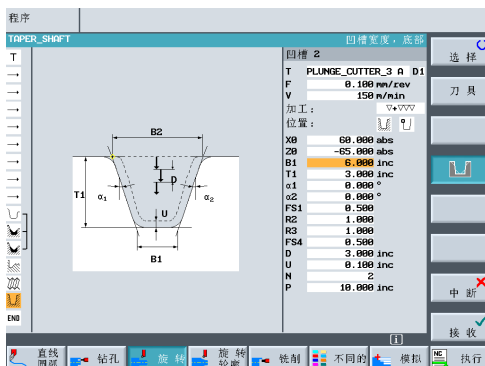 程序
TAPER_SHAFT 凹槽宽度，底部
凹槽 2
T PLUNGE_CUTTER_3 A D1
F 0.100 mm/rev
V 150 m/min
加工： ▽+▽▽▽
位置：
X0 60.000 abs
Z0 -65.000 abs
B1 6.000 inc
T1 3.000 inc
α1 0.000 °
α2 0.000 °
FS1 0.500
R2 1.000
R3 1.000
FS4 0.500
D 3.000 inc
U 0.100 inc
N 2
P 10.000 inc
B2
T1
α1
D
α2
U
B1
T
END
选择
刀具
中断
接收
i
直线
圆弧
钻孔
旋转
旋转
轮廓
铣削
不同的
模拟
NC
执行